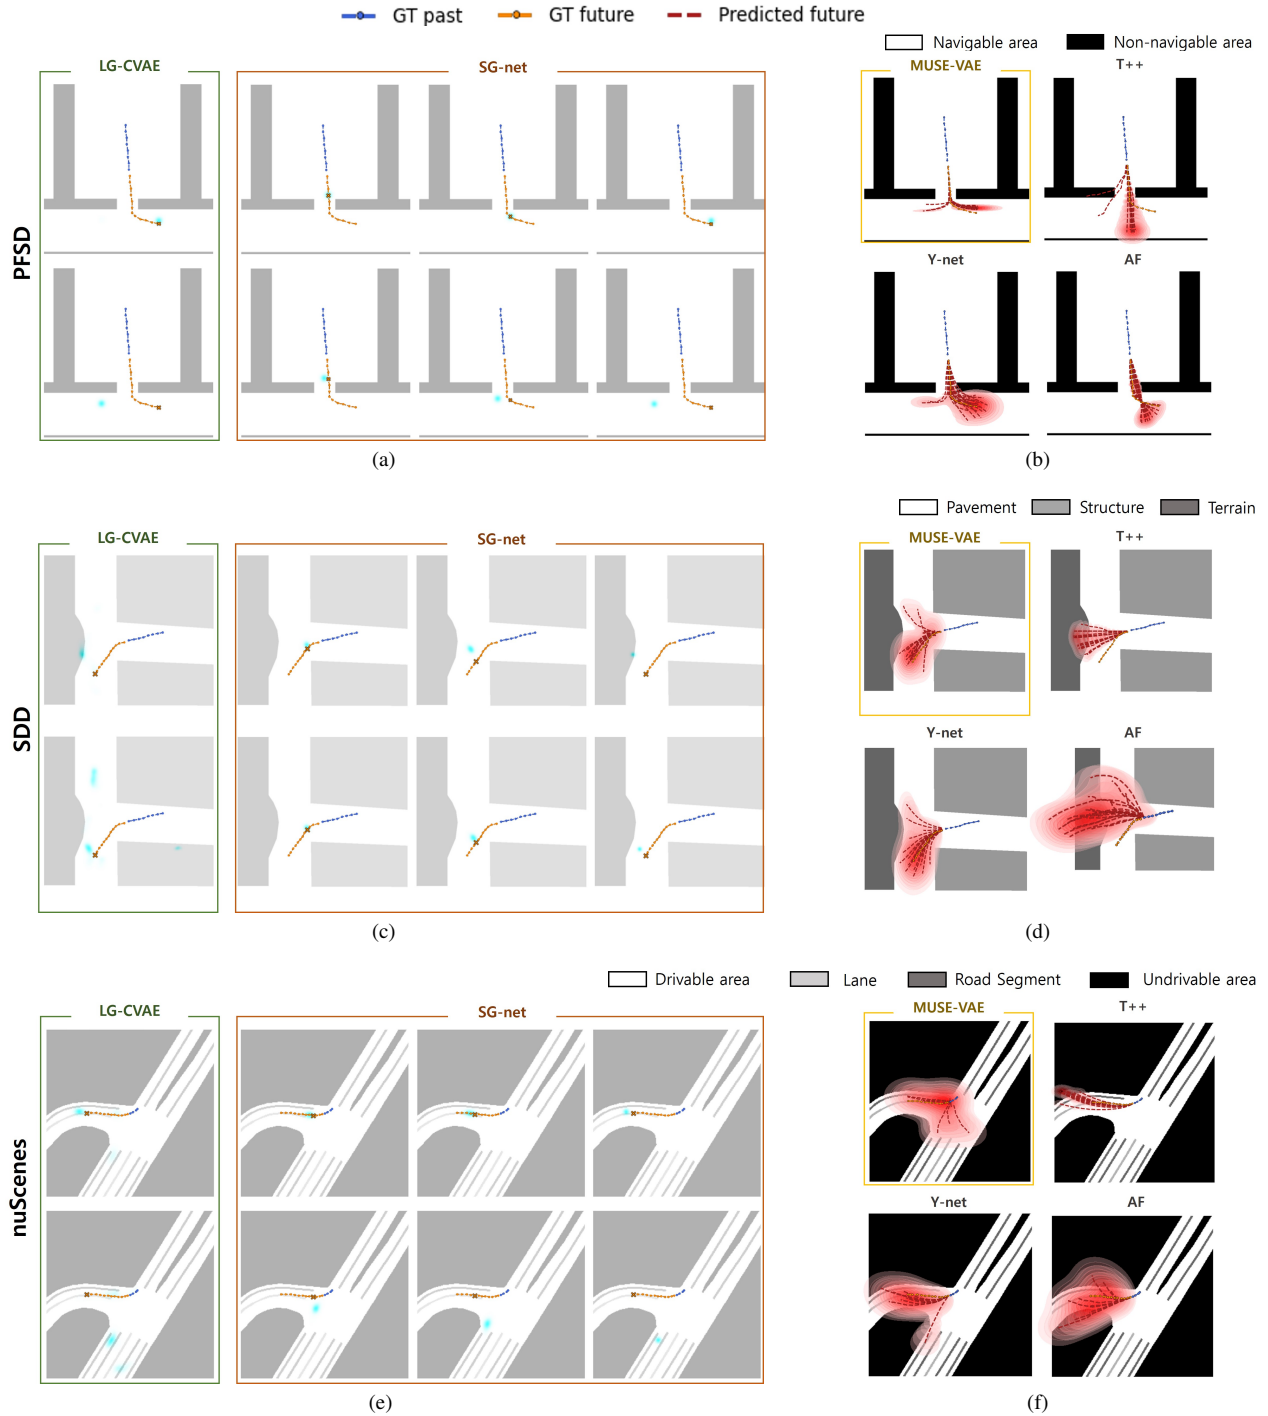 GT past GT future Predicted future
Navigable area Non-navigable area
LG-CVAE SG-net MUSE-VAE T++
PFSD
Y-net AF
(a) (b)
Pavement Structure Terrain
LG-CVAE SG-net MUSE-VAE T++
SDD
Y-net AF
(c) (d)
Drivable area Lane Road Segment Undrivable area
LG-CVAE SG-net MUSE-VAE T++
nuScenes
Y-net AF
(e) (f)